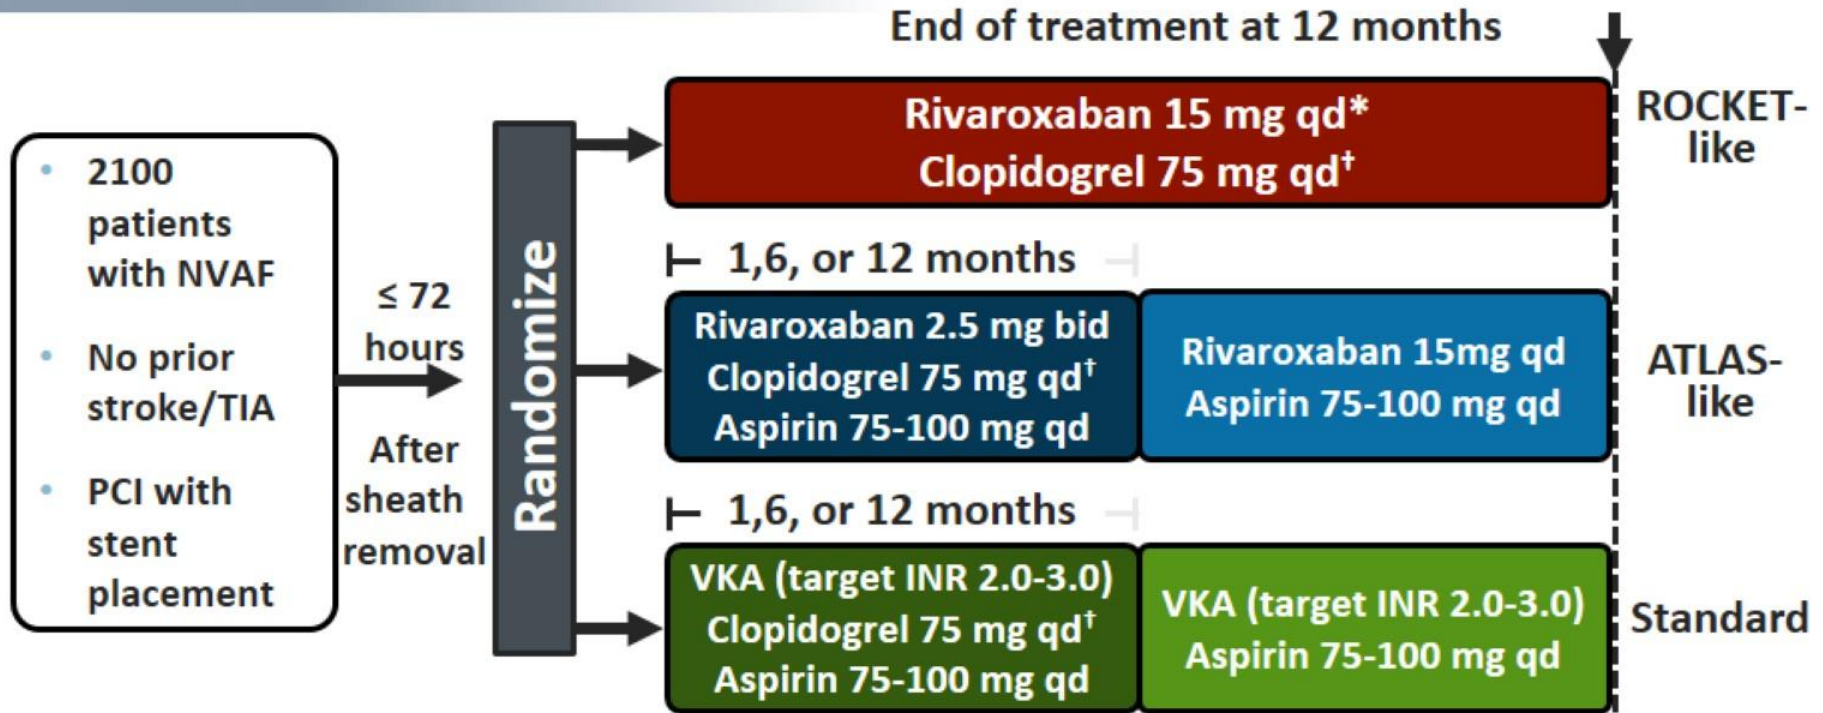 End of treatment at 12 months
• 2100
patients
with NVAF
• No prior
stroke/TIA
• PCI with
stent
placement
≤ 72
hours
After
sheath
removal
Randomize
Rivaroxaban 15 mg qd*
Clopidogrel 75 mg qd†
ROCKET-
like
1,6, or 12 months
Rivaroxaban 2.5 mg bid
Clopidogrel 75 mg qd†
Aspirin 75-100 mg qd
Rivaroxaban 15mg qd
Aspirin 75-100 mg qd
ATLAS-
like
1,6, or 12 months
VKA (target INR 2.0-3.0)
Clopidogrel 75 mg qd†
Aspirin 75-100 mg qd
VKA (target INR 2.0-3.0)
Aspirin 75-100 mg qd
Standard